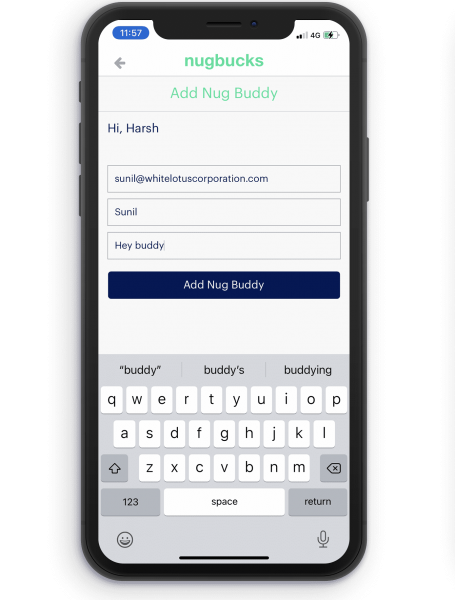 11:57
4G
nugbucks
Add Nug Buddy
Hi, Harsh
sunil@whitelotuscorporation.com
Sunil
Hey buddy
Add Nug Buddy
“buddy” buddy's buddying
q w e r t y u i o p
a s d f g h j k l
z x c v b n m
123 space return